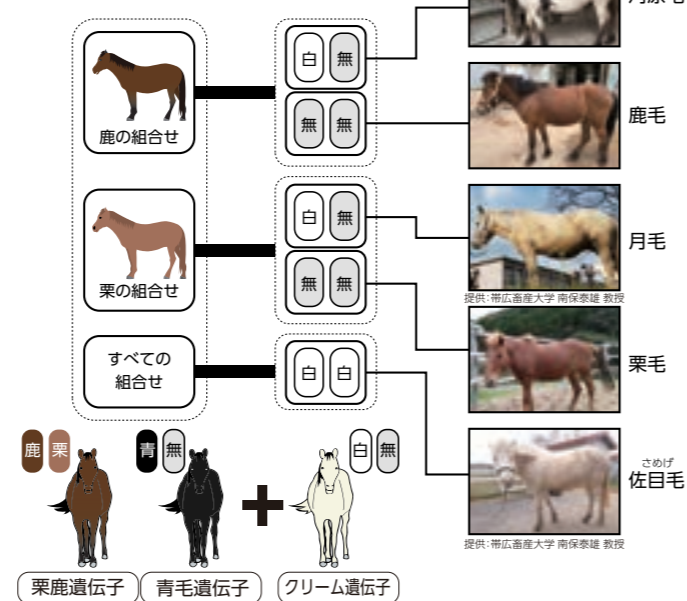 白 無
鹿の組合せ
無 無
鹿毛
白 無
月毛
栗の組合せ
無 無
提供：帯広畜産大学 南保泰雄 教授
栗毛
すべての
組合せ
白 白
さめげ
佐目毛
鹿 栗
青 無
白 無
提供：帯広畜産大学 南保泰雄 教授
栗鹿遺伝子
青毛遺伝子
クリーム遺伝子